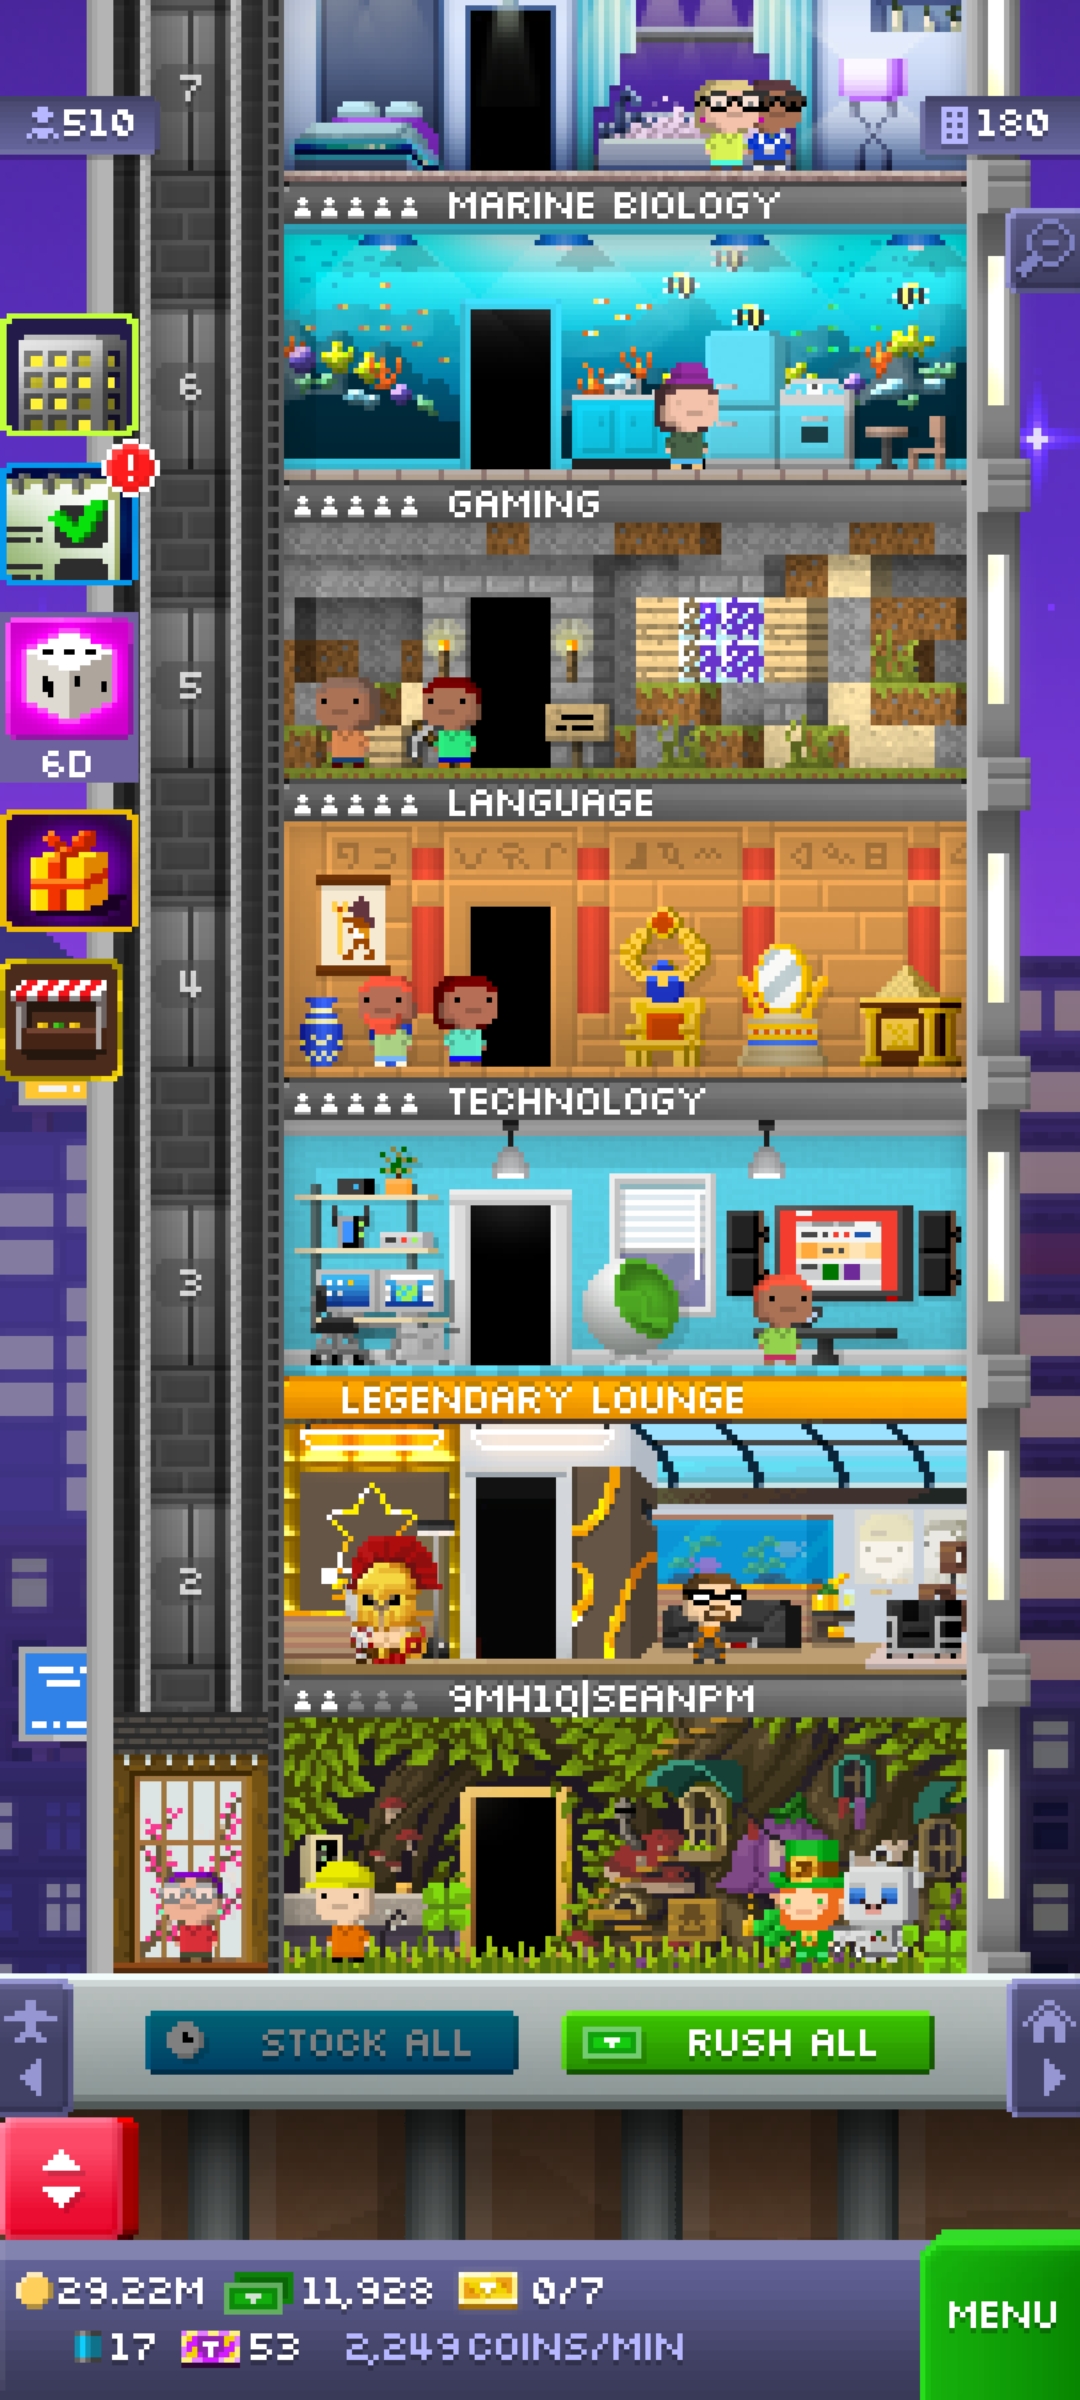 7
510
180
MARINE BIOLOGY
6
GAMING
5
6D
LANGUAGE
4
TECHNOLOGY
3
LEGENDARY LOUNGE
2
9MH1Q|SEANPM
STOCK ALL
RUSH ALL
29.22M 11,928 0/7
MENU
17 53 2,249 COINS/MIN